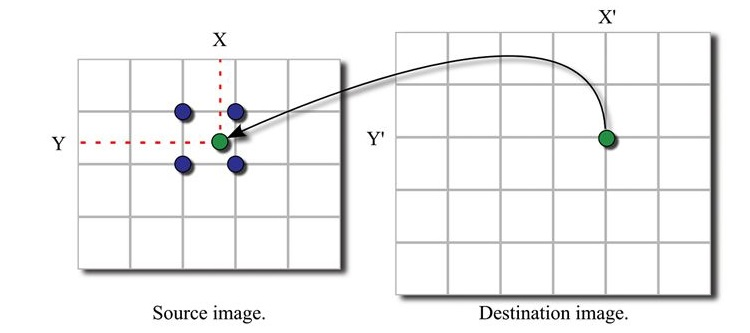 X
X'
Y
Y'
Source image.
Destination image.